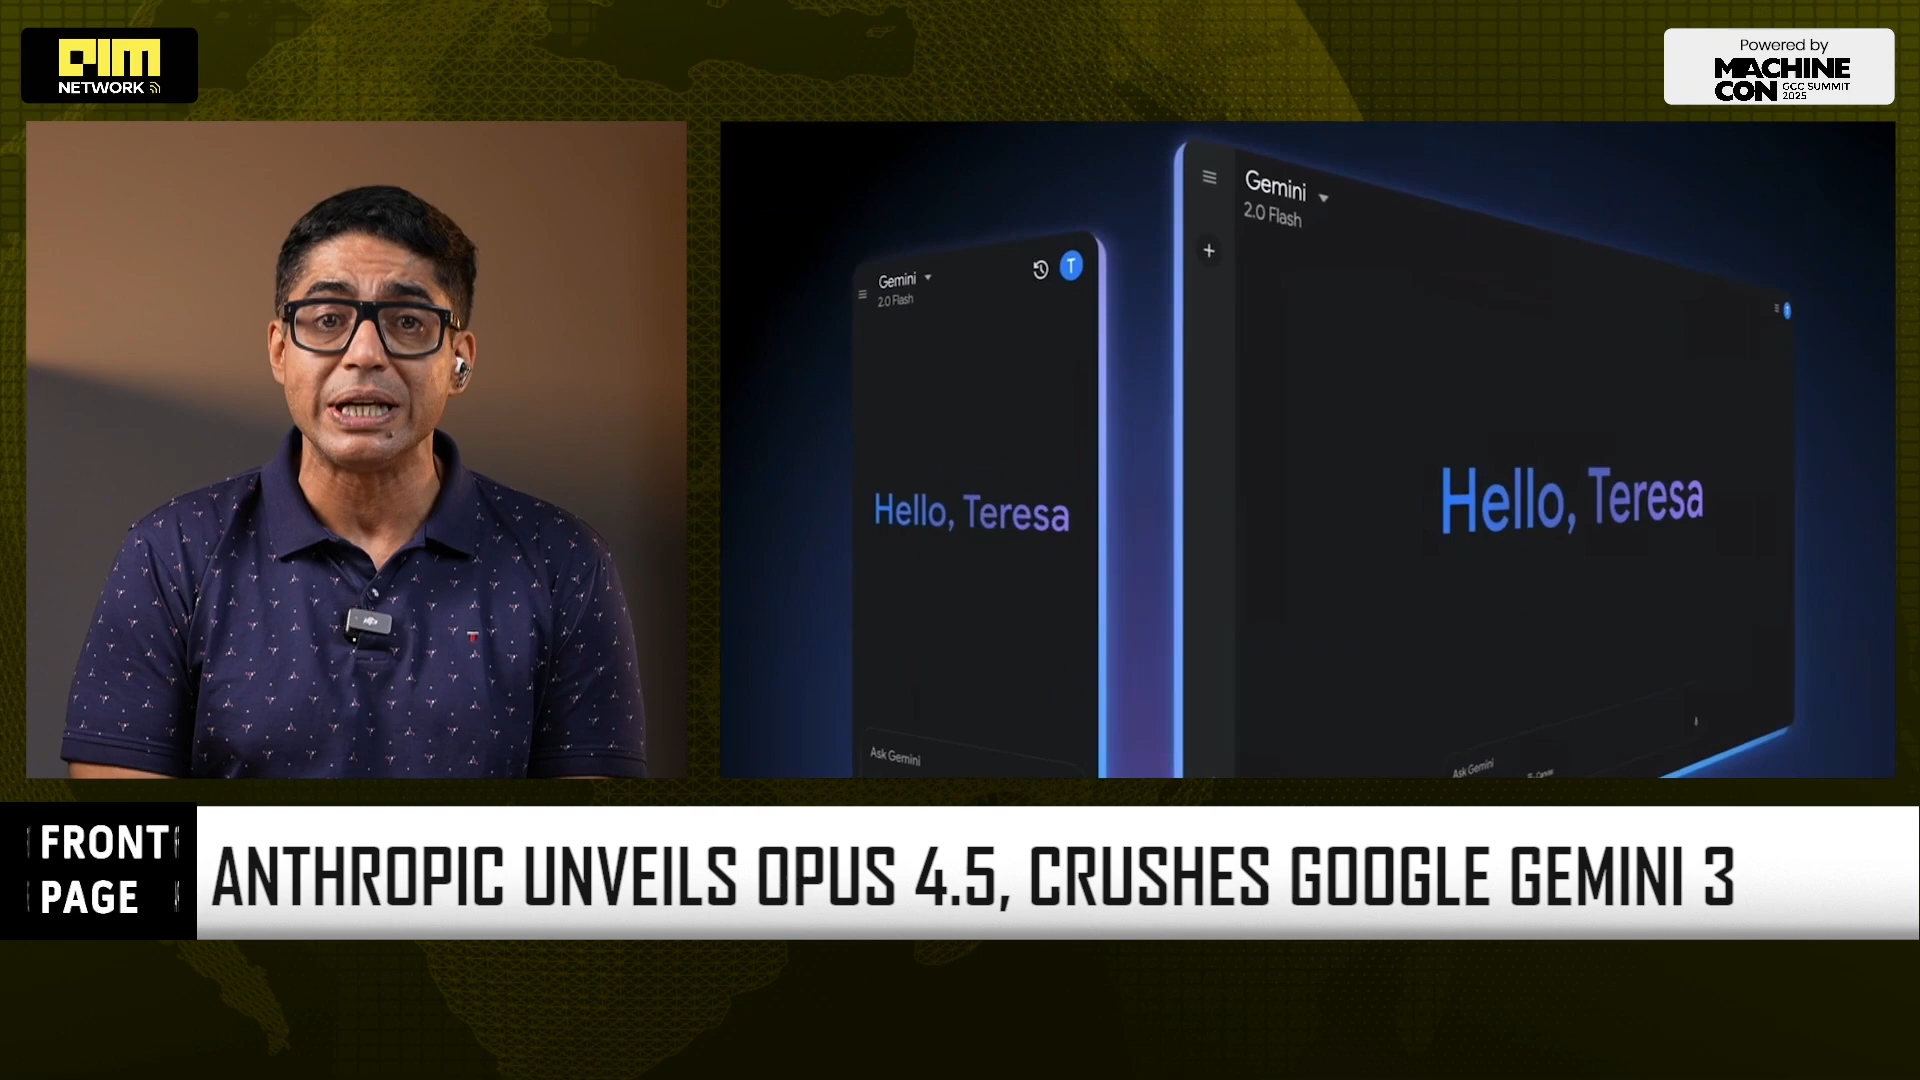 AIM
NETWORK
Powered by
MACHINE
CON GCC SUMMIT
2025
Gemini
2.0 Flash
T
Hello, Teresa
Ask Gemini
Gemini
2.0 Flash
Hello, Teresa
Ask Gemini
Canvas
FRONT
PAGE
ANTHROPIC UNVEILS OPUS 4.5, CRUSHES GOOGLE GEMINI 3